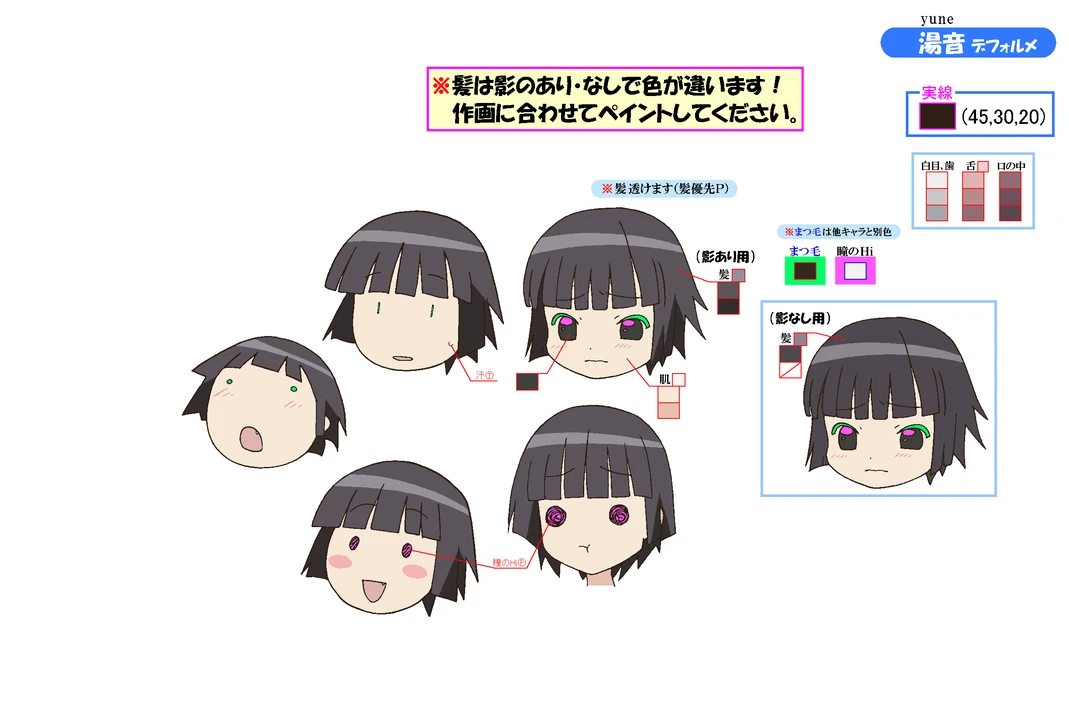 yune
湯音 デフォルメ
※髪は影のあり・なしで色が違います!
作画に合わせてペイントしてください。
実線
(45,30,20)
白目、歯 舌 口の中
※髪透けます(髪優先P)
※まつ毛は他キャラと別色
まつ毛 瞳のHi
(影あり用)
髪
(影なし用)
髪
汗Ⓣ
肌
瞳のHiⓅ